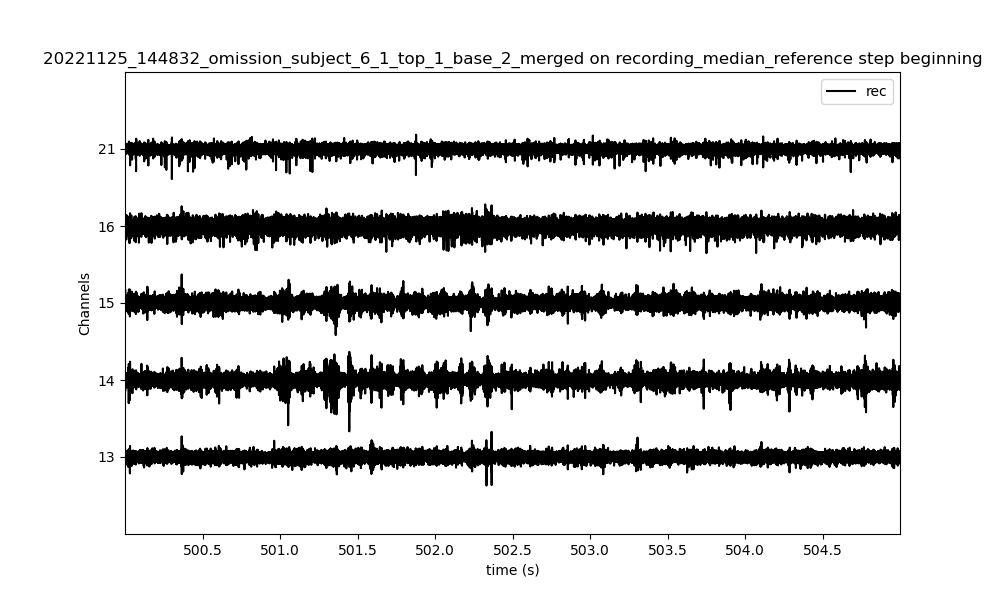 20221125_144832_omission_subject_6_1_top_1_base_2_merged on recording_median_reference step beginning
rec
21
16
15
14
13
Channels
500.5 501.0 501.5 502.0 502.5 503.0 503.5 504.0 504.5
time (s)